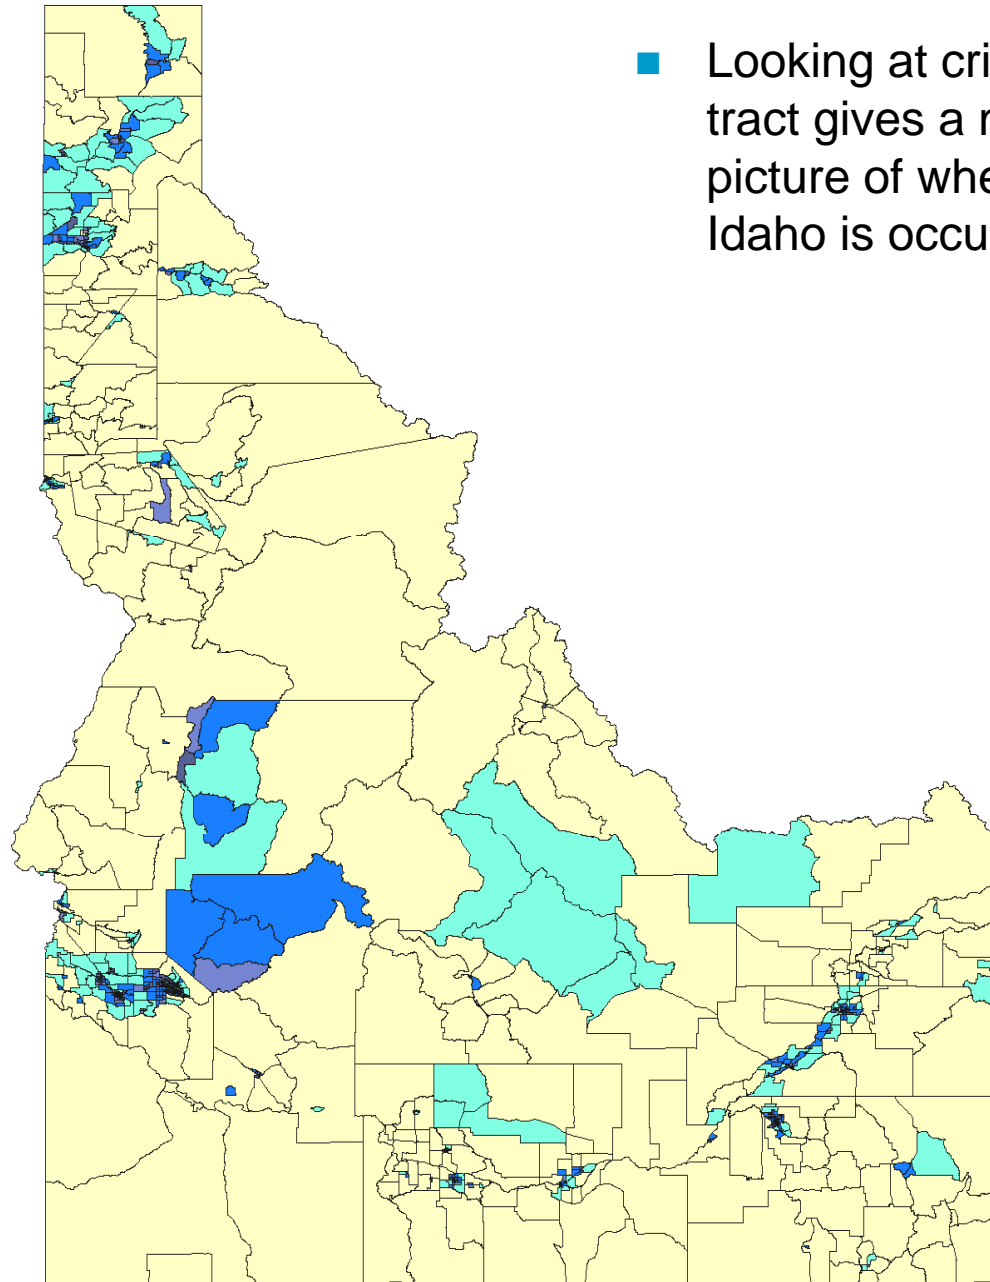 Looking at cri
tract gives a
picture of whe
Idaho is occu